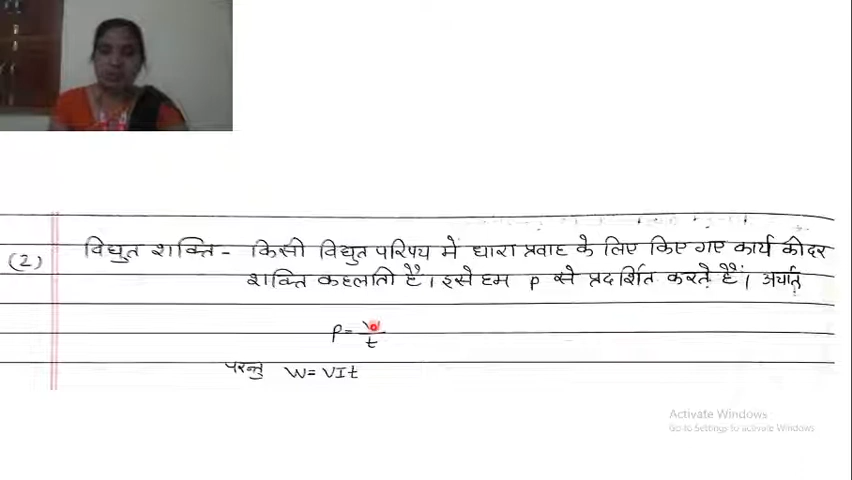 (2) विद्युत शक्ति - किसी विद्युत परिपथ में धारा प्रवाह के लिए किए गए कार्य की दर
शक्ति कहलाती है। इसे हम P से प्रदर्शित करते है। अर्थात
P = W/t
परन्तु W = VIt
Activate Windows
Go to Settings to activate Windows.